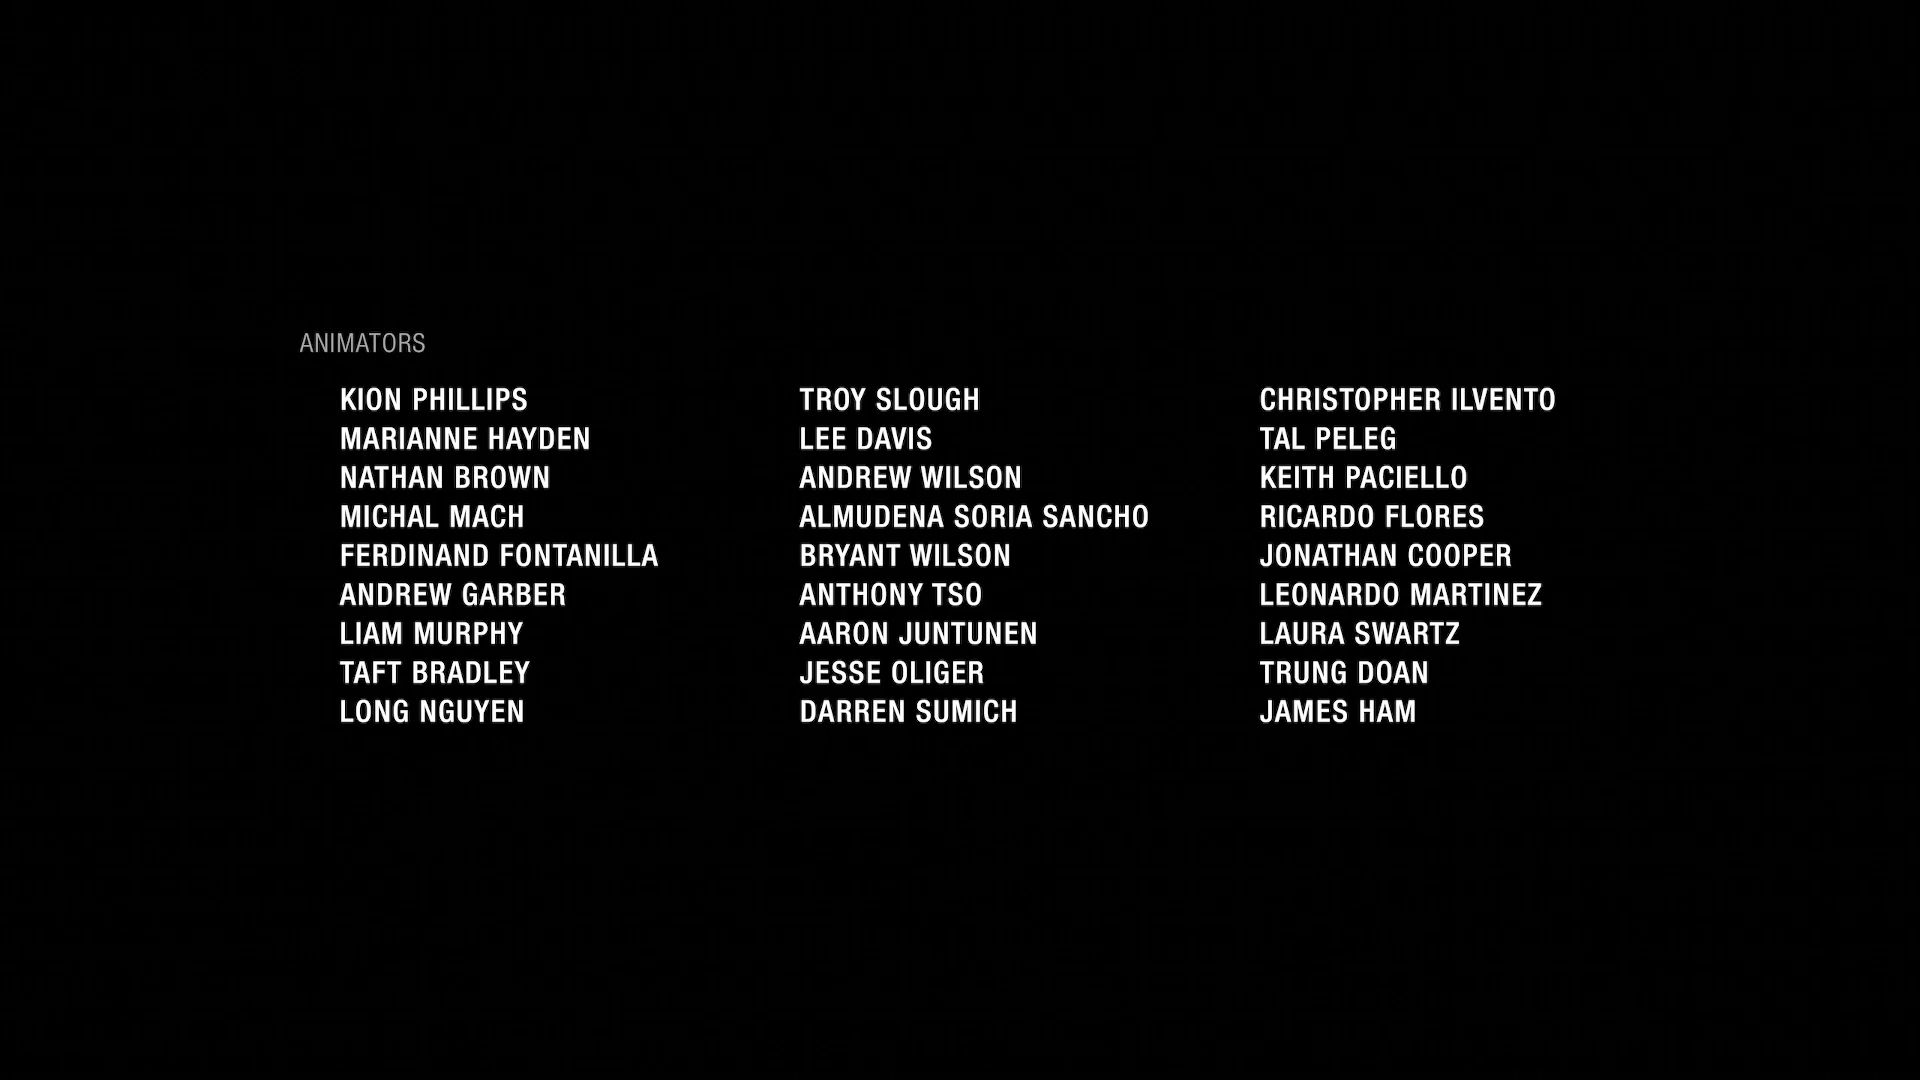 ANIMATORS
KION PHILLIPS
MARIANNE HAYDEN
NATHAN BROWN
MICHAL MACH
FERDINAND FONTANILLA
ANDREW GARBER
LIAM MURPHY
TAFT BRADLEY
LONG NGUYEN
TROY SLOUGH
LEE DAVIS
ANDREW WILSON
ALMUDENA SORIA SANCHO
BRYANT WILSON
ANTHONY TSO
AARON JUNTUNEN
JESSE OLIGER
DARREN SUMICH
CHRISTOPHER ILVENTO
TAL PELEG
KEITH PACIELLO
RICARDO FLORES
JONATHAN COOPER
LEONARDO MARTINEZ
LAURA SWARTZ
TRUNG DOAN
JAMES HAM